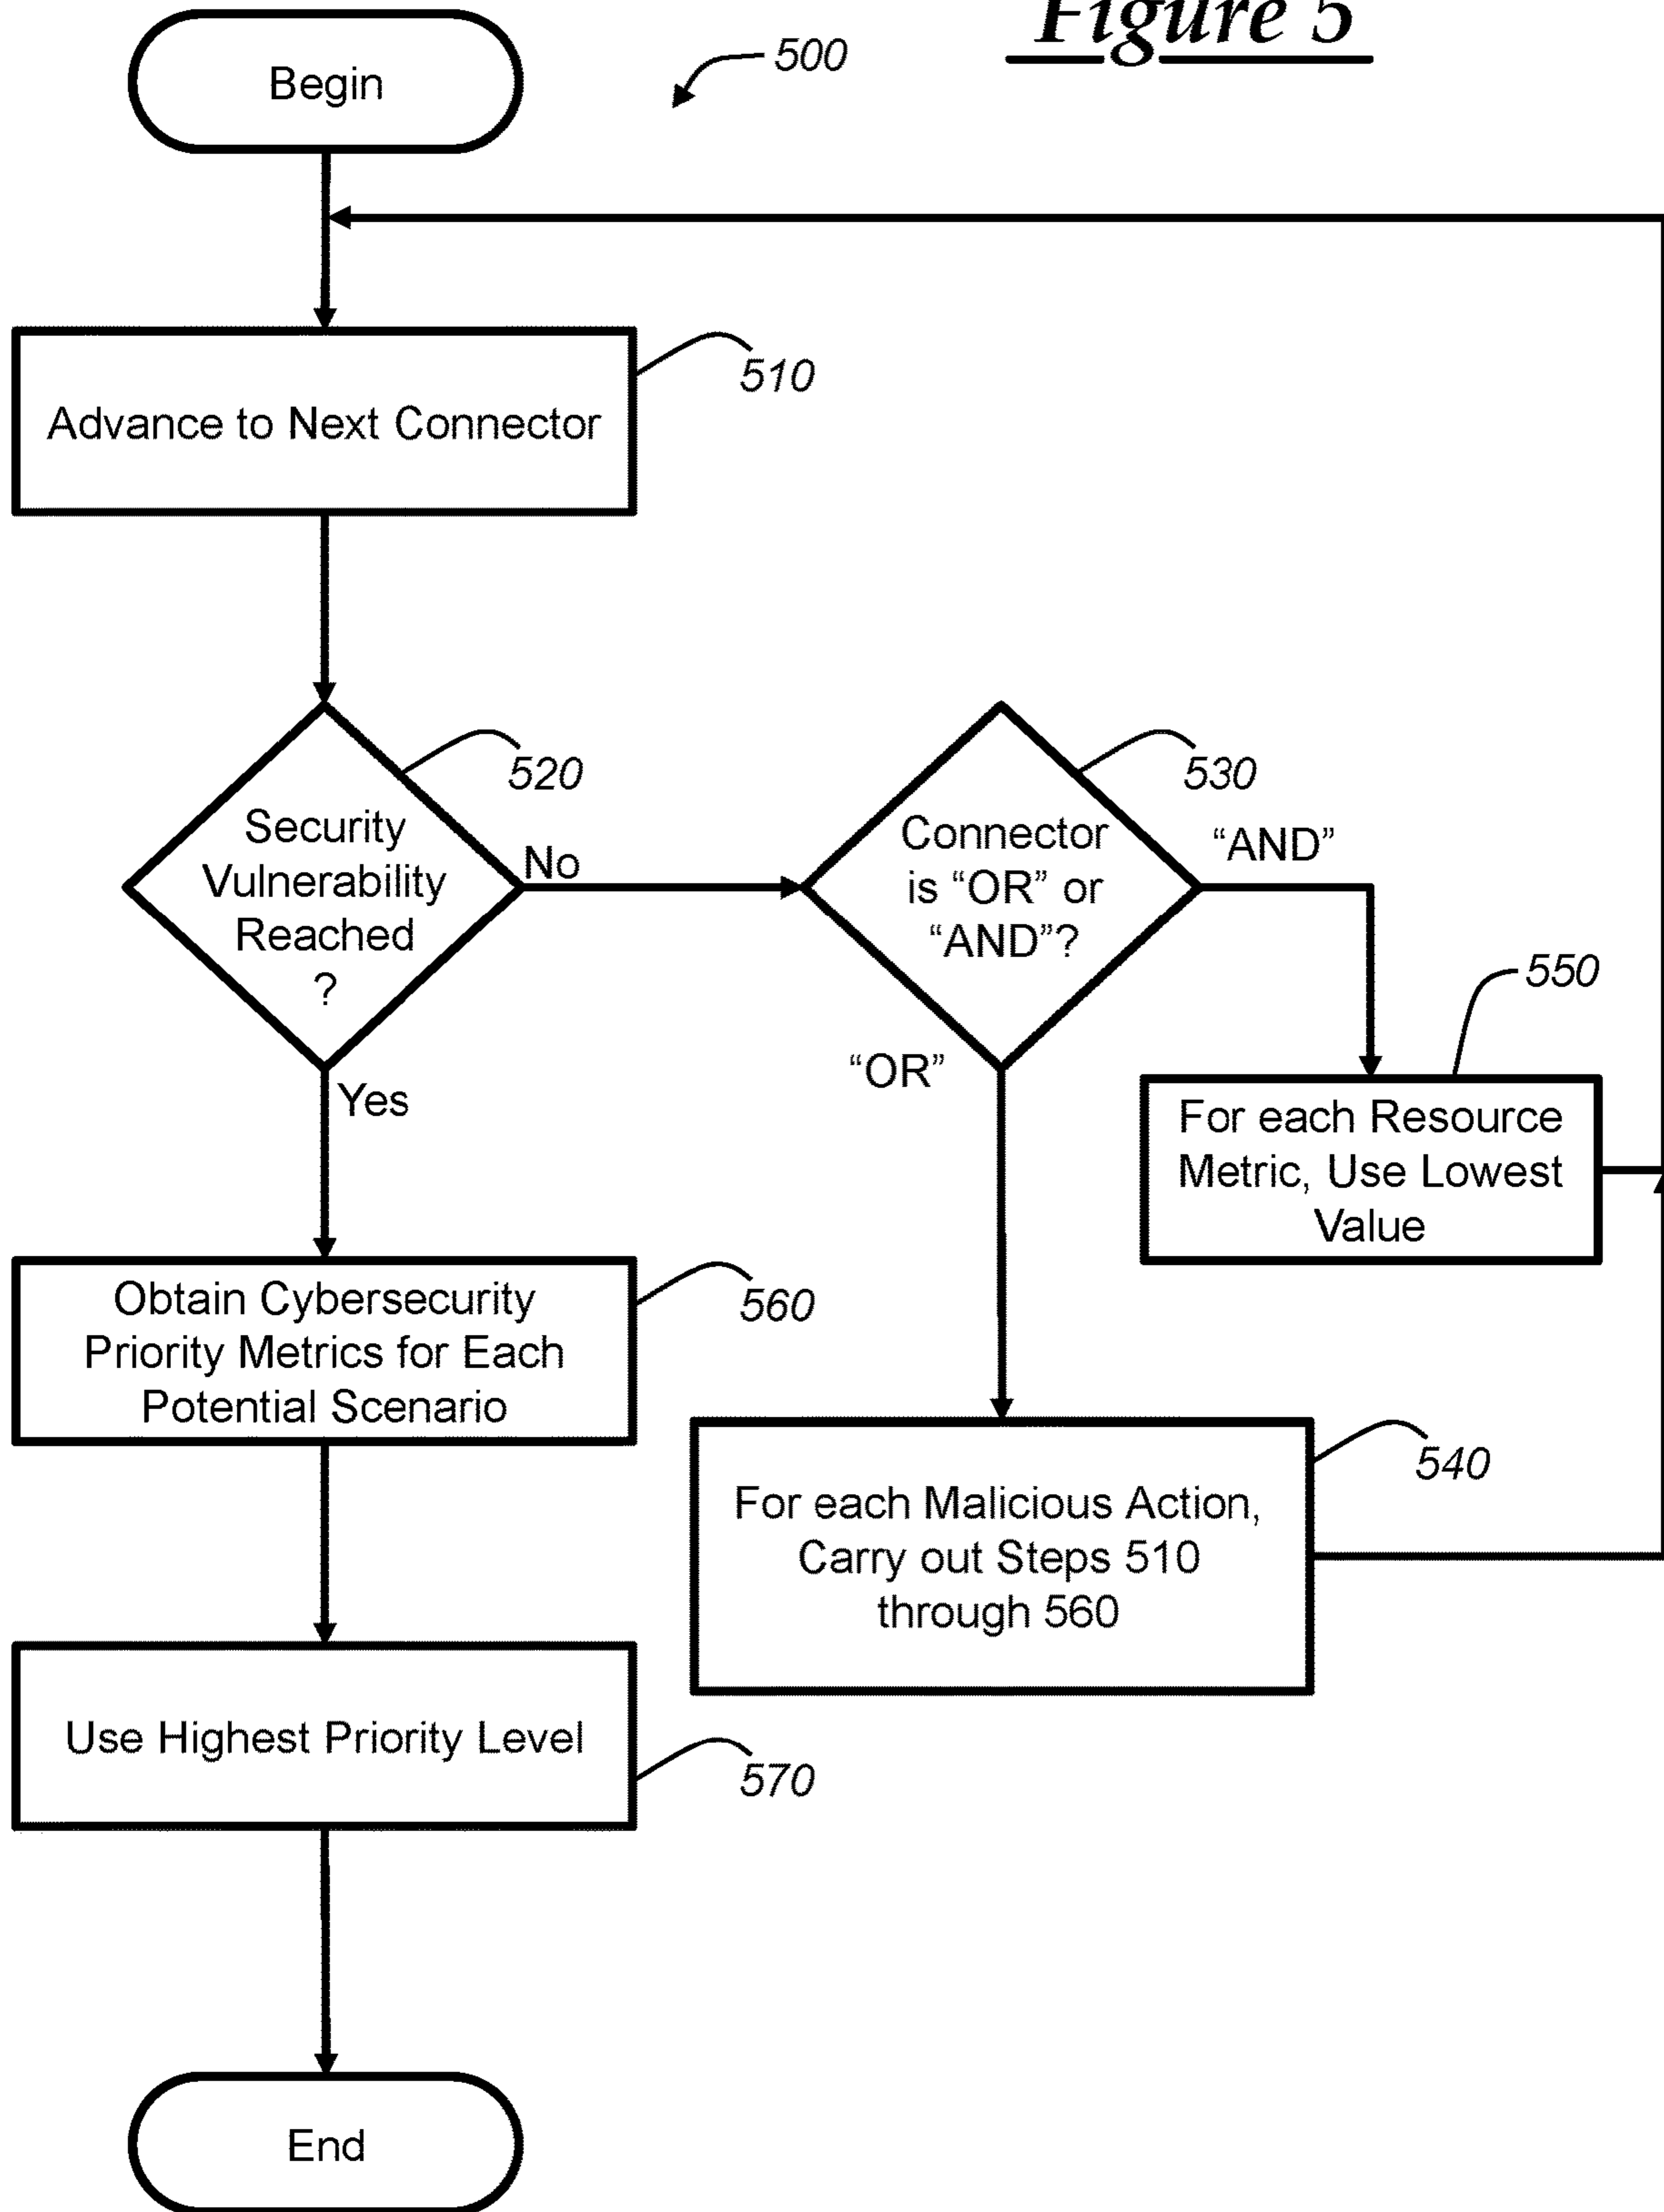 Figure 5
500
Begin
510
Advance to Next Connector
520
Security
Vulnerability
Reached
?
No
Yes
530
Connector
is “OR” or
“AND”?
“AND”
“OR”
550
For each Resource
Metric, Use Lowest
Value
560
Obtain Cybersecurity
Priority Metrics for Each
Potential Scenario
540
For each Malicious Action,
Carry out Steps 510
through 560
Use Highest Priority Level
570
End